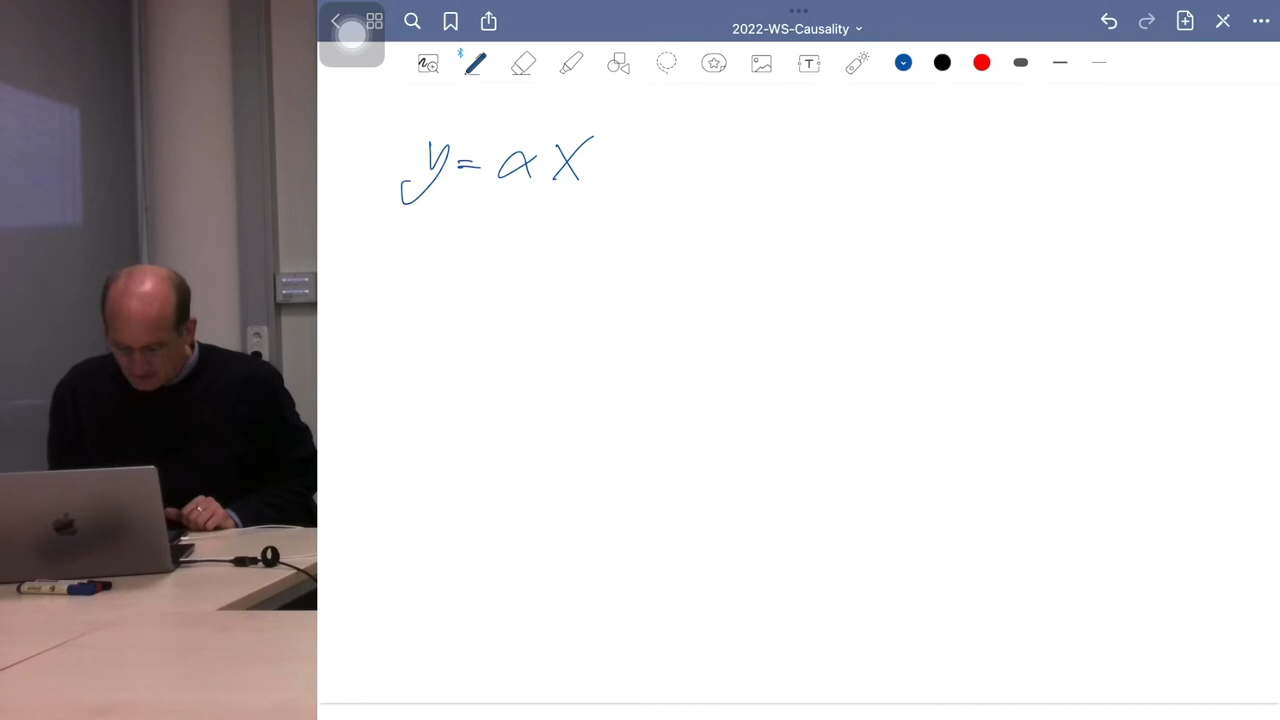 2022-WS-Causality
T
y = α X